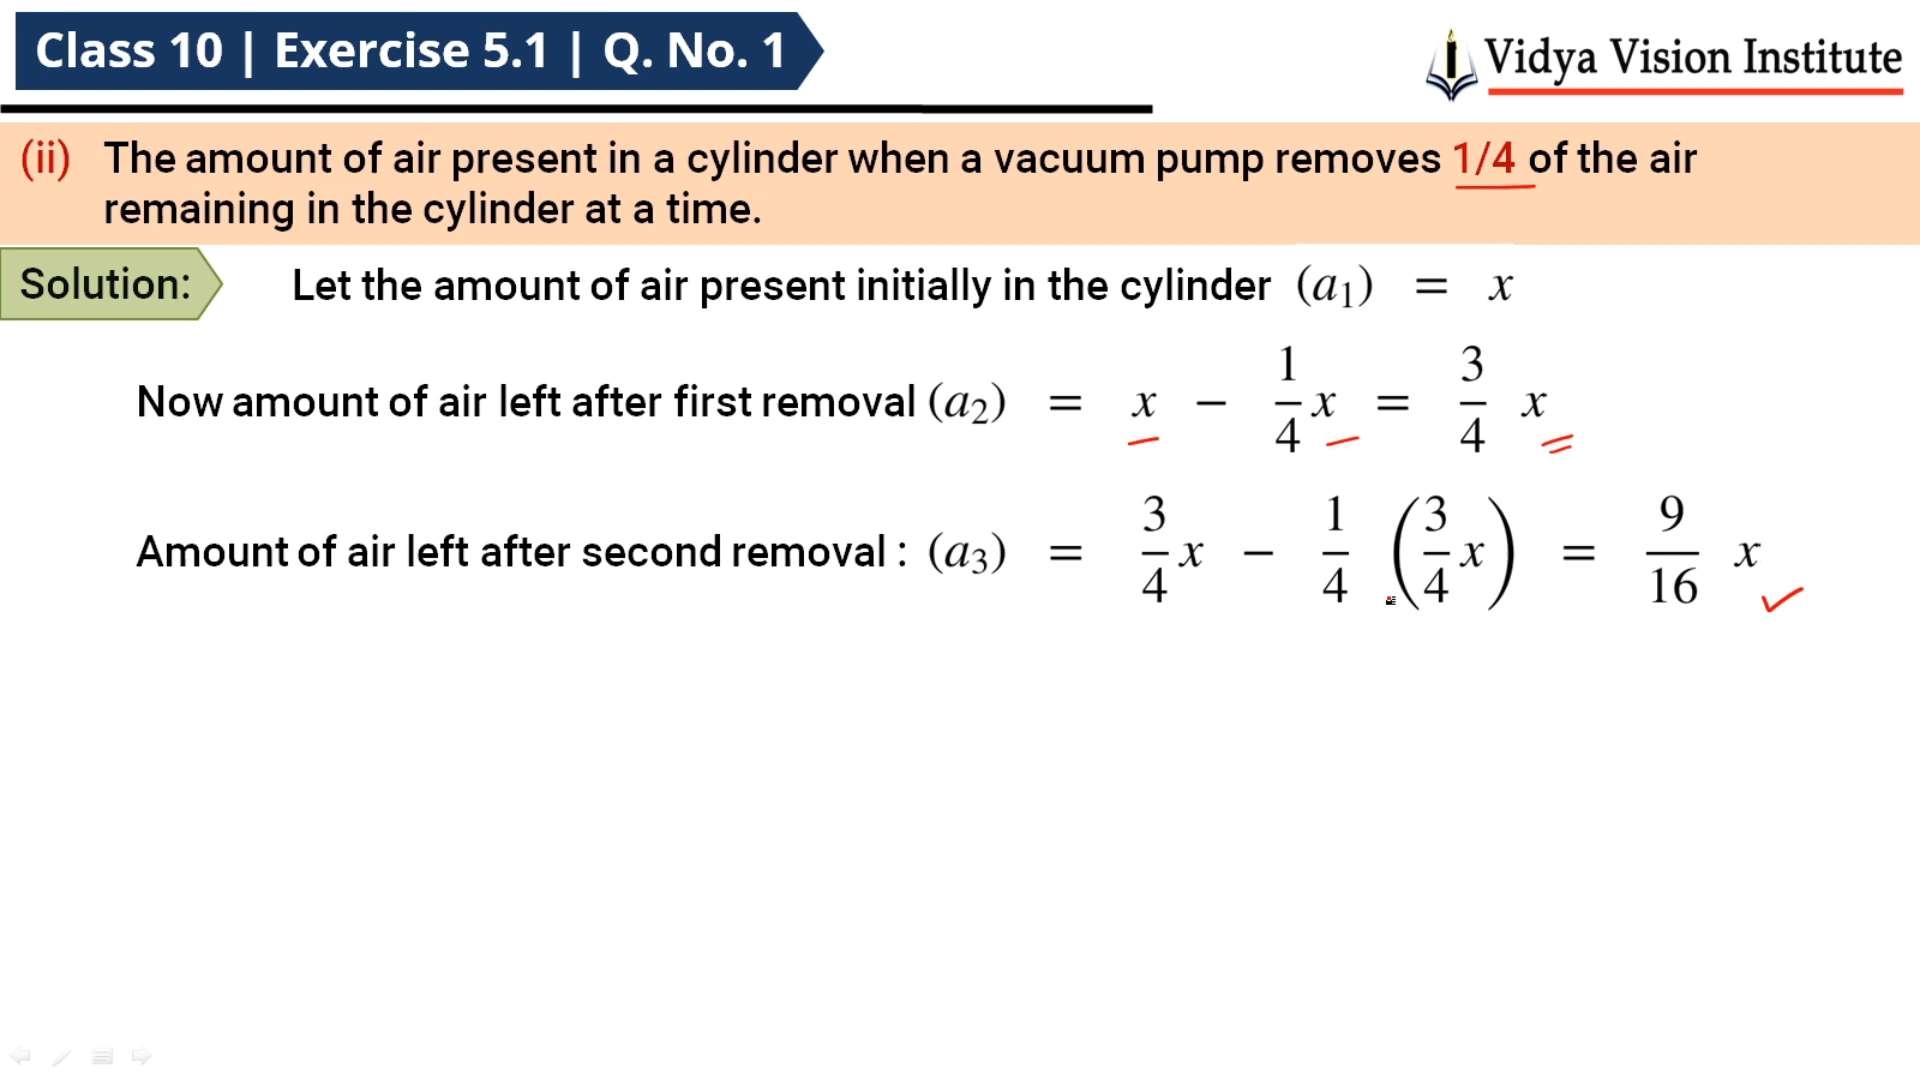 Class 10 | Exercise 5.1 | Q. No. 1
Vidya Vision Institute
(ii) The amount of air present in a cylinder when a vacuum pump removes 1/4 of the air
remaining in the cylinder at a time.
Solution: Let the amount of air present initially in the cylinder (a₁) = x
Now amount of air left after first removal (a₂) = x − 1/4 x = 3/4 x
Amount of air left after second removal : (a₃) = 3/4 x − 1/4 (3/4 x) = 9/16 x